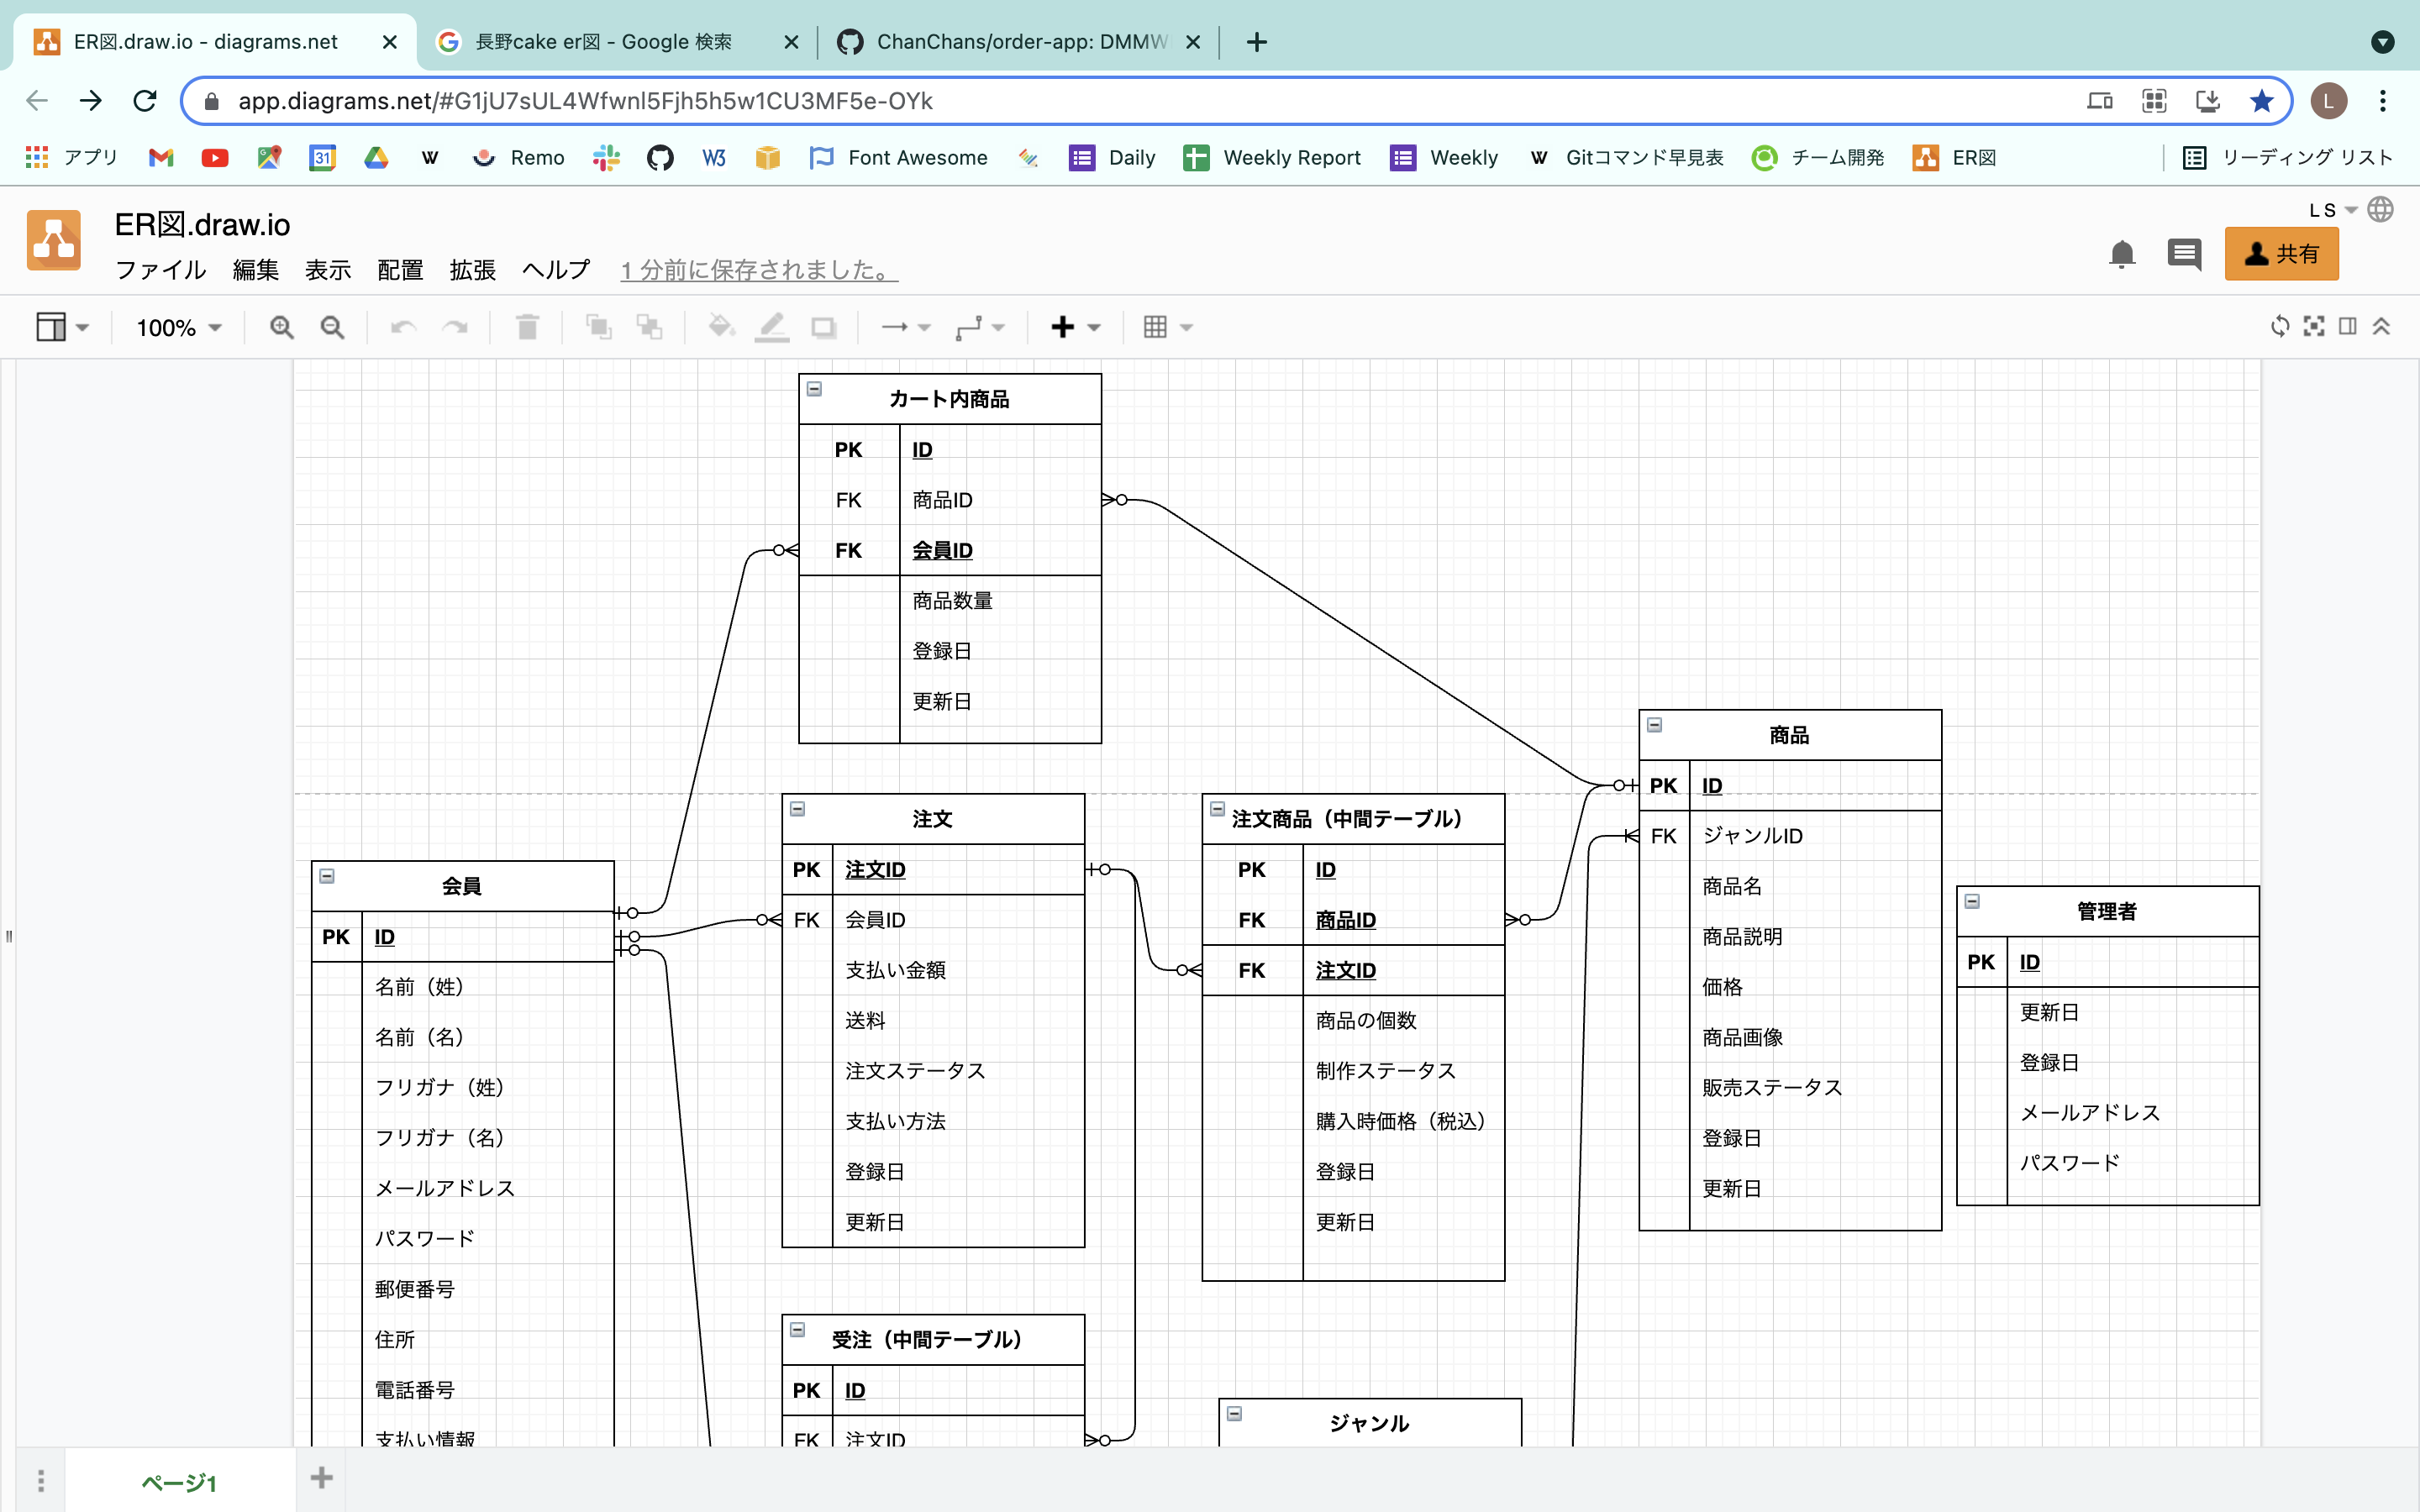 ER図.draw.io - diagrams.net
長野cake er図 - Google 検索
ChanChans/order-app: DMMW
app.diagrams.net/#G1jU7sUL4Wfwnl5Fjh5h5w1CU3MF5e-OYk
L
アプリ
31
W
Remo
W3
Font Awesome
Daily
Weekly Report
Weekly
W
Gitコマンド早見表
チーム開発
ER図
リーディング リスト
ER図.draw.io
L S
ファイル 編集 表示 配置 拡張 ヘルプ 1 分前に保存されました。
共有
100%
カート内商品
PK ID
FK 商品ID
FK 会員ID
商品数量
登録日
更新日
注文
PK 注文ID
FK 会員ID
支払い金額
送料
注文ステータス
支払い方法
登録日
更新日
注文商品（中間テーブル）
PK ID
FK 商品ID
FK 注文ID
商品の個数
制作ステータス
購入時価格（税込）
登録日
更新日
商品
PK ID
FK ジャンルID
商品名
商品説明
価格
商品画像
販売ステータス
登録日
更新日
会員
PK ID
名前（姓）
名前（名）
フリガナ（姓）
フリガナ（名）
メールアドレス
パスワード
郵便番号
住所
電話番号
支払い情報
管理者
PK ID
更新日
登録日
メールアドレス
パスワード
受注（中間テーブル）
PK ID
FK 注文ID
ジャンル
ページ1